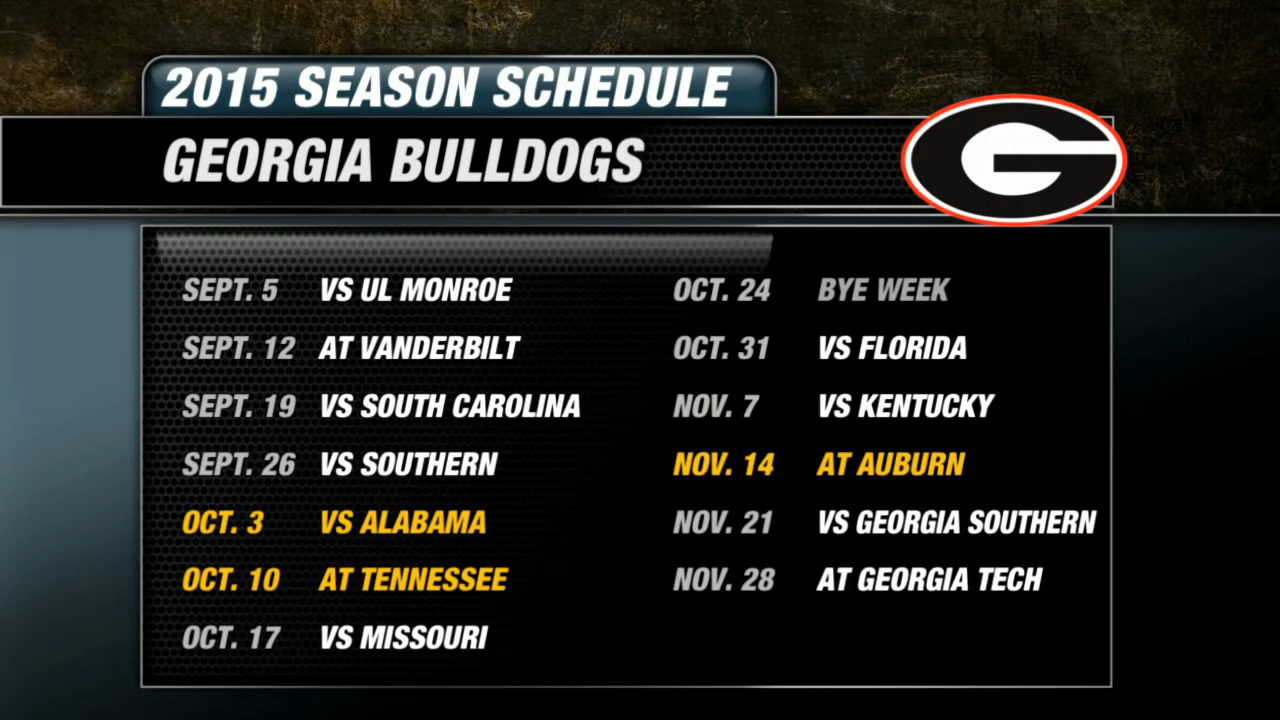 2015 SEASON SCHEDULE
GEORGIA BULLDOGS
G
SEPT. 5 VS UL MONROE
SEPT. 12 AT VANDERBILT
SEPT. 19 VS SOUTH CAROLINA
SEPT. 26 VS SOUTHERN
OCT. 3 VS ALABAMA
OCT. 10 AT TENNESSEE
OCT. 17 VS MISSOURI
OCT. 24 BYE WEEK
OCT. 31 VS FLORIDA
NOV. 7 VS KENTUCKY
NOV. 14 AT AUBURN
NOV. 21 VS GEORGIA SOUTHERN
NOV. 28 AT GEORGIA TECH